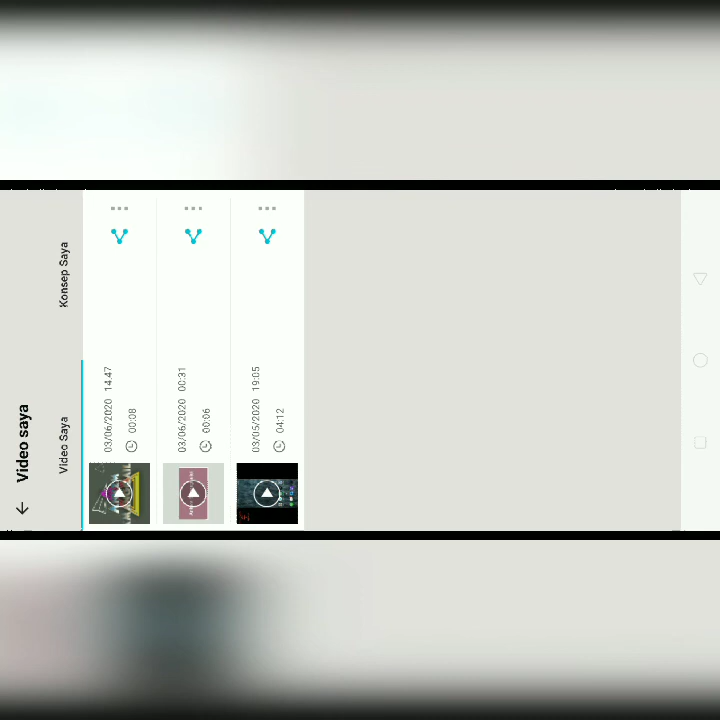 Video saya
Video Saya
Konsep Saya
03/06/2020 14.47
00:08
03/06/2020 00:31
00:06
03/05/2020 19:05
04:12